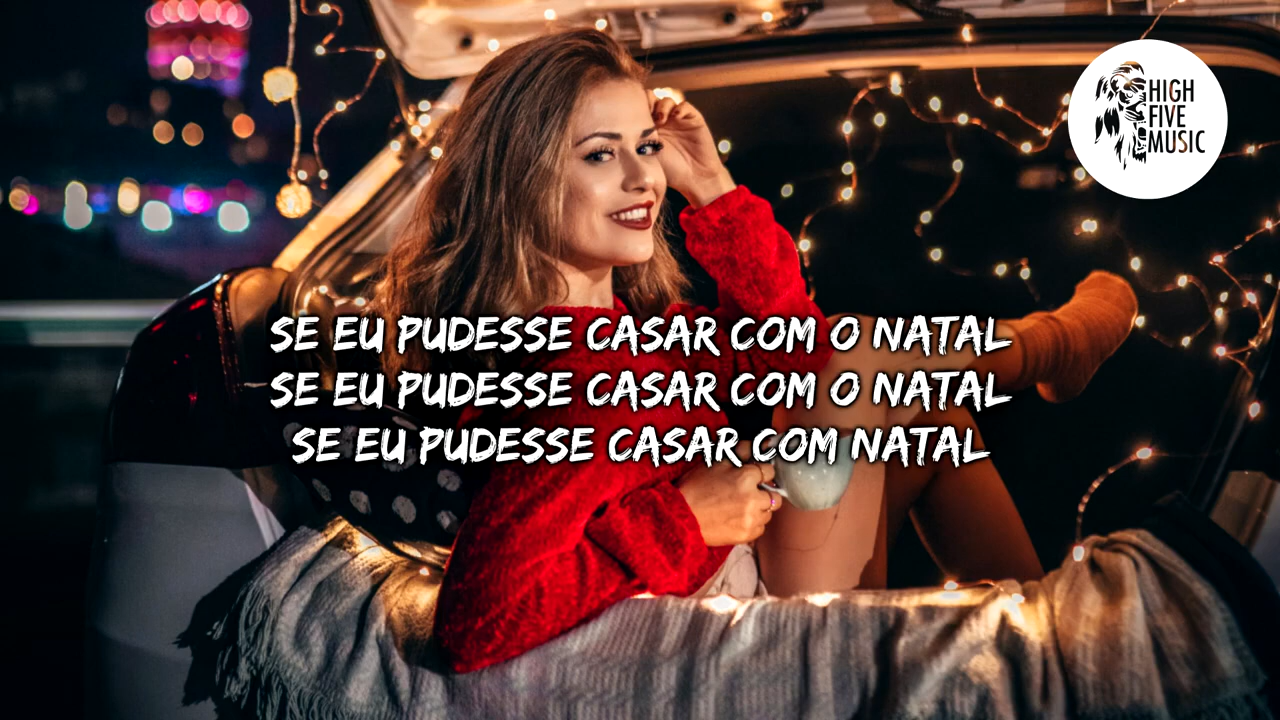 HIGH
FIVE
MUSIC
SE EU PUDESSE CASAR COM O NATAL
SE EU PUDESSE CASAR COM O NATAL
SE EU PUDESSE CASAR COM NATAL